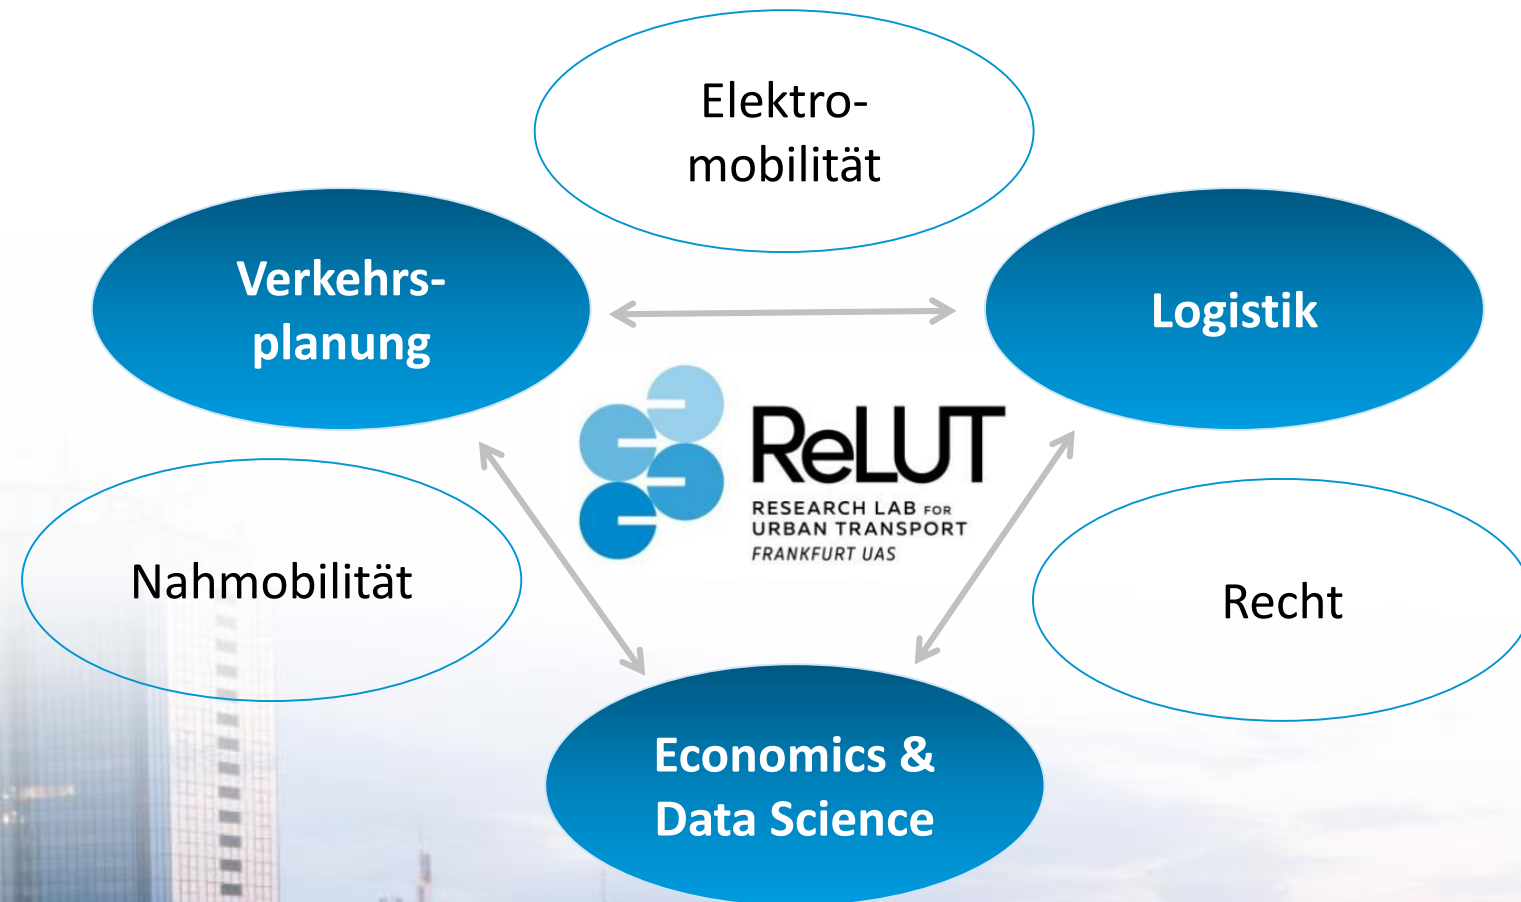 Elektro-
mobilität
Verkehrs-
planung
Logistik
ReLUT
RESEARCH LAB FOR
URBAN TRANSPORT
FRANKFURT UAS
Nahmobilität
Recht
Economics &
Data Science